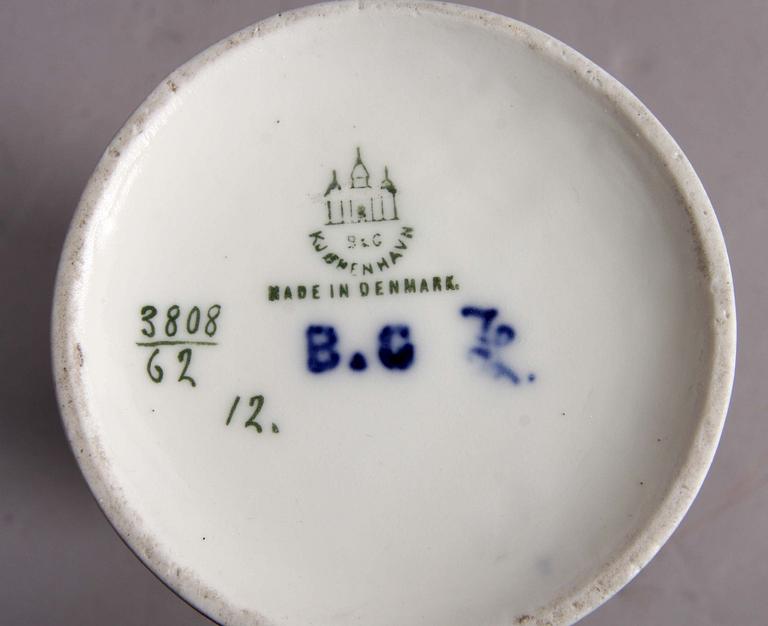 B&G
KJØBENHAVN
MADE IN DENMARK.
3808
62
12.
B.G